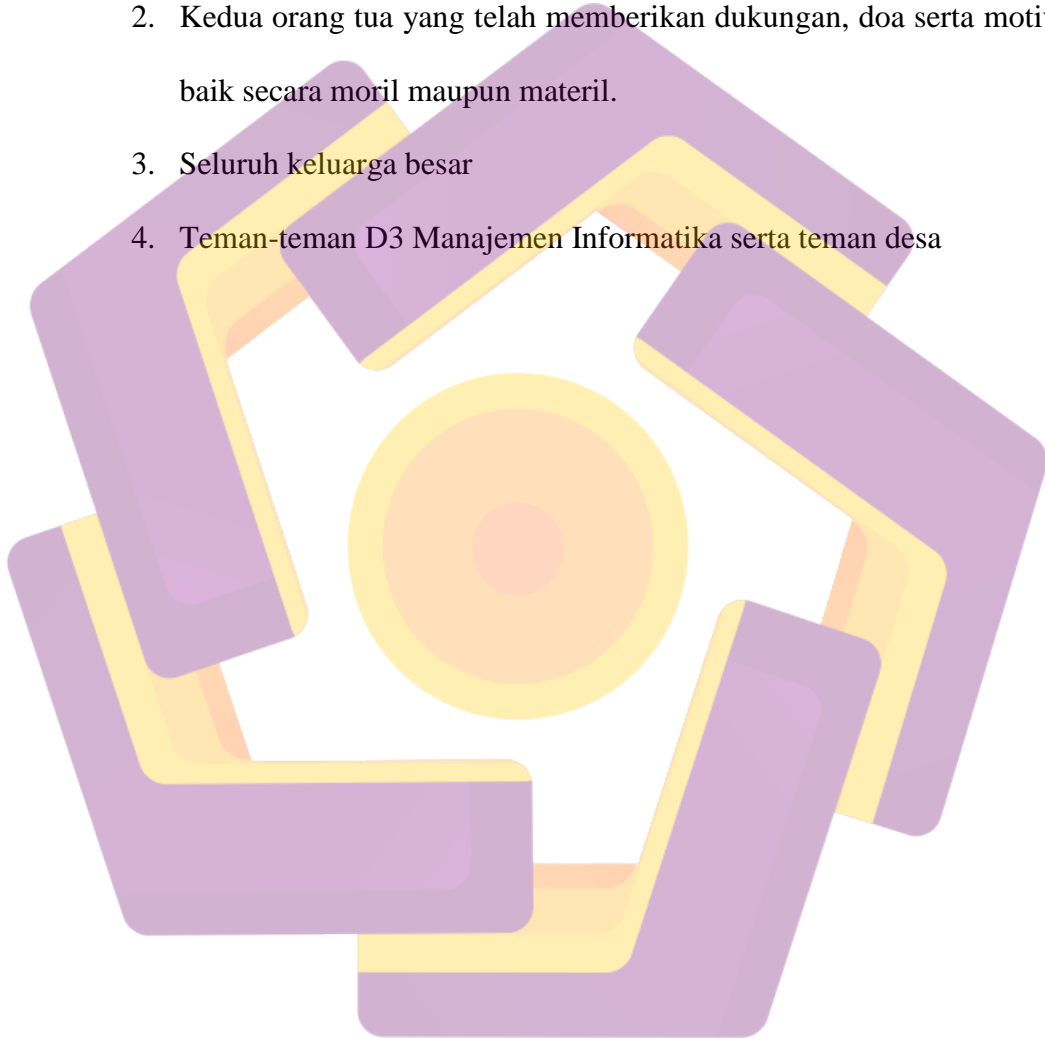 2. Kedua orang tua yang telah memberikan dukungan, doa serta
baik secara moril maupun materil.
3. Seluruh keluarga besar
4. Teman-teman D3 Manajemen Informatika serta teman desa